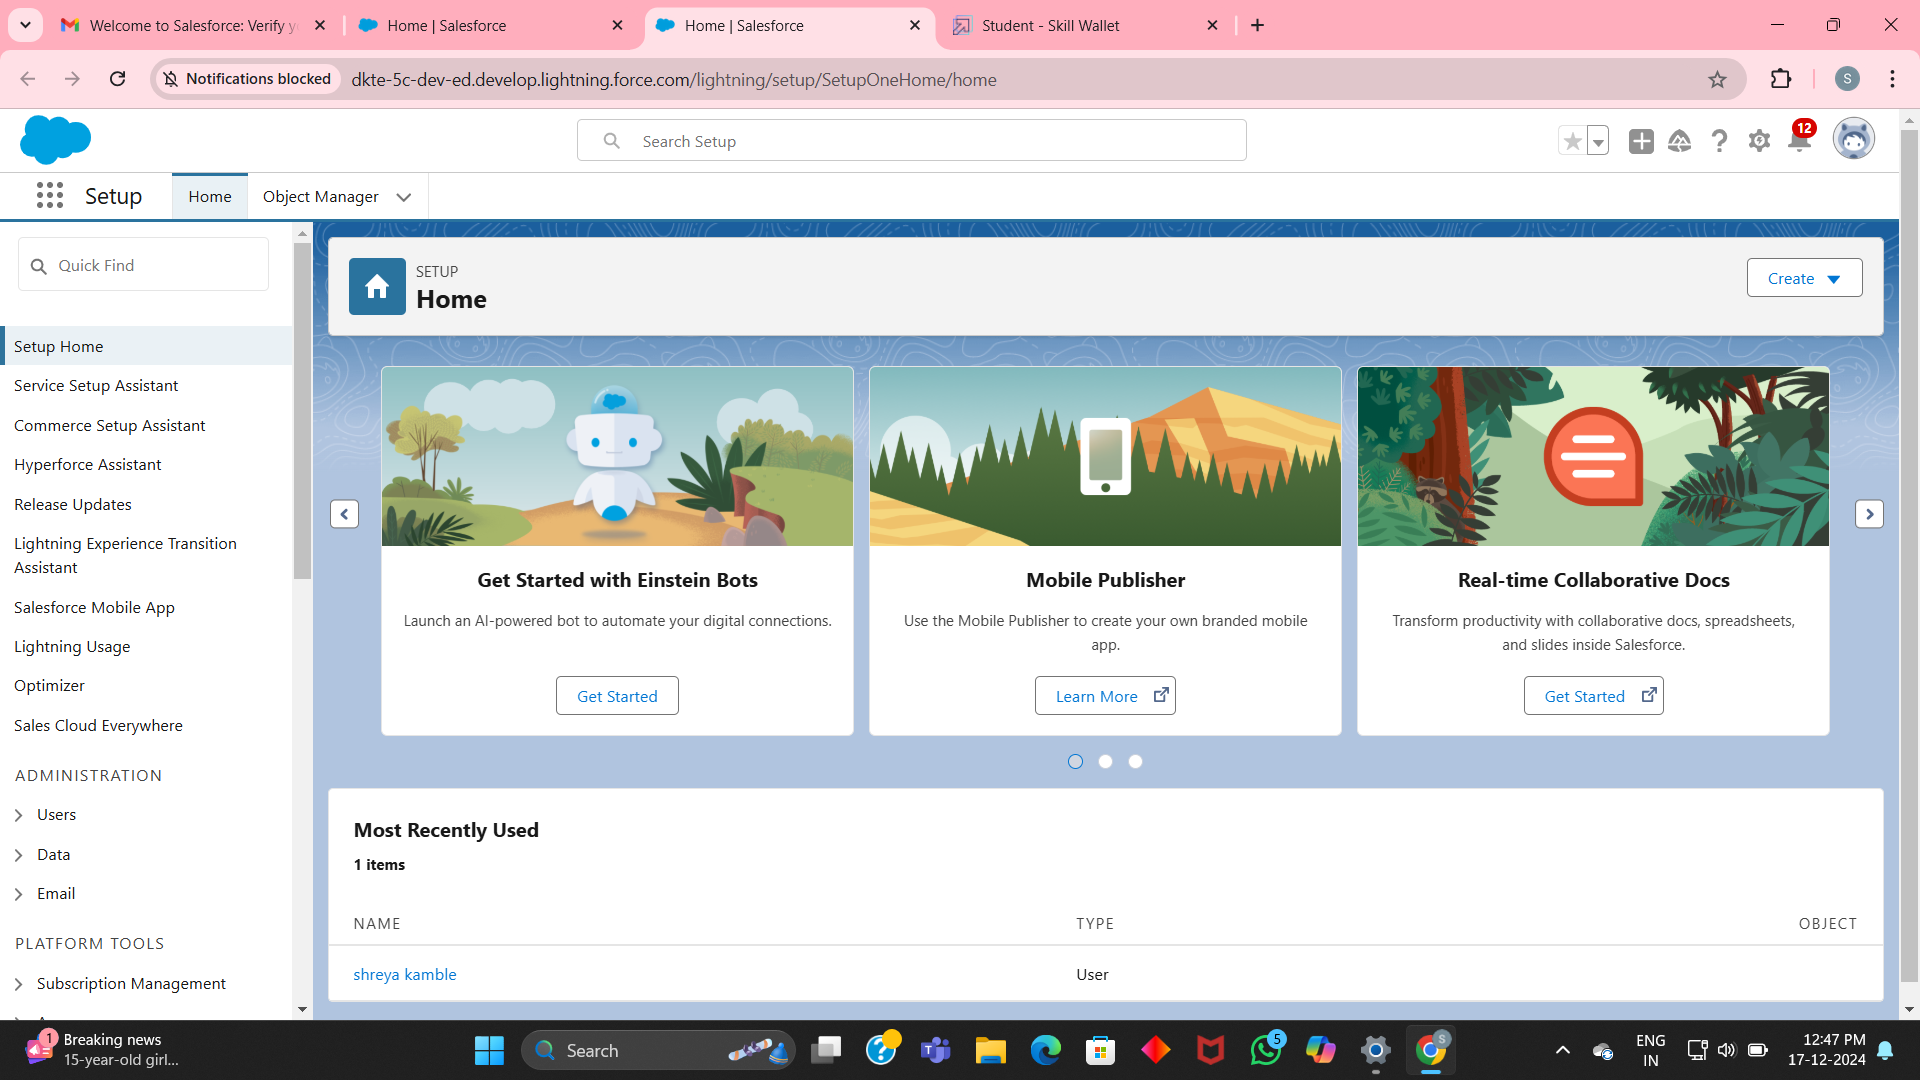 Welcome to Salesforce: Verify y
Home | Salesforce
Home | Salesforce
Student - Skill Wallet
Notifications blocked
dkte-5c-dev-ed.develop.lightning.force.com/lightning/setup/SetupOneHome/home
S
Search Setup
12
Setup
Home
Object Manager
Quick Find
SETUP
Home
Create
Setup Home
Service Setup Assistant
Commerce Setup Assistant
Hyperforce Assistant
Release Updates
Lightning Experience Transition
Assistant
Salesforce Mobile App
Lightning Usage
Optimizer
Sales Cloud Everywhere
ADMINISTRATION
Users
Data
Email
PLATFORM TOOLS
Subscription Management
Get Started with Einstein Bots
Launch an AI-powered bot to automate your digital connections.
Get Started
Mobile Publisher
Use the Mobile Publisher to create your own branded mobile
app.
Learn More
Real-time Collaborative Docs
Transform productivity with collaborative docs, spreadsheets,
and slides inside Salesforce.
Get Started
Most Recently Used
1 items
NAME
TYPE
OBJECT
shreya kamble
User
1
Breaking news
15-year-old girl...
Search
5
S
ENG
IN
12:47 PM
17-12-2024